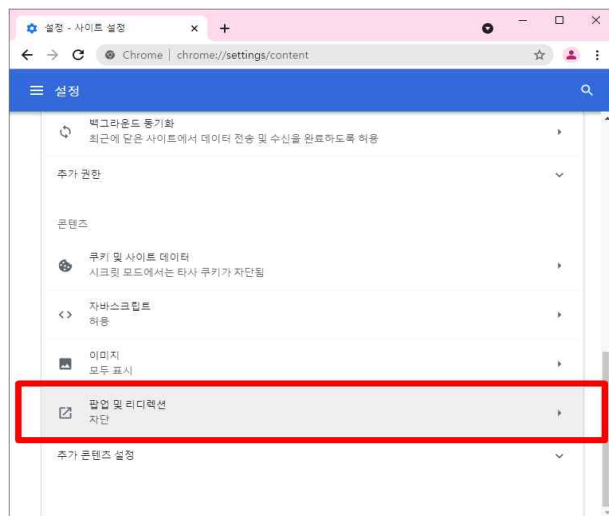 설정 - 사이트 설정
Chrome | chrome://settings/content
설정
백그라운드 동기화
최근에 닫은 사이트에서 데이터 전송 및 수신을 완료하도록 허용
추가 권한
콘텐츠
쿠키 및 사이트 데이터
시크릿 모드에서는 타사 쿠키가 차단됨
자바스크립트
허용
이미지
모두 표시
팝업 및 리디렉션
차단
추가 콘텐츠 설정